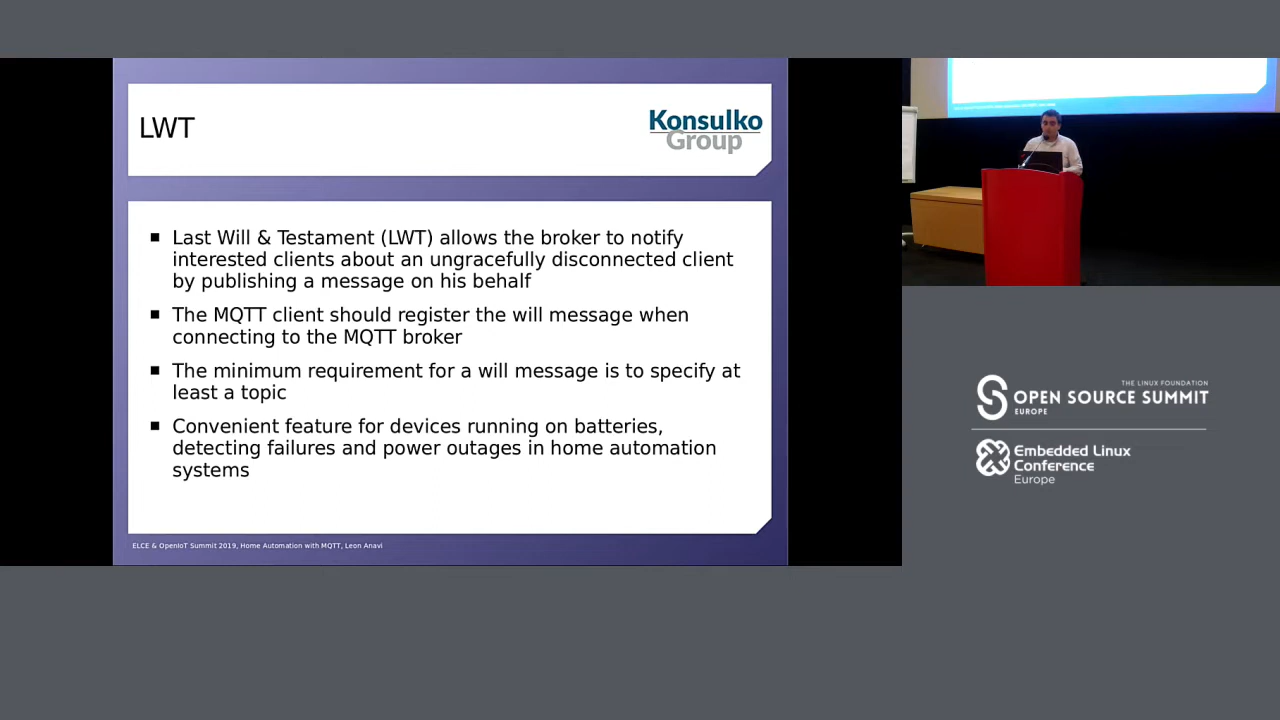 LWT
Konsulko
Group
▪ Last Will & Testament (LWT) allows the broker to notify
interested clients about an ungracefully disconnected client
by publishing a message on his behalf
▪ The MQTT client should register the will message when
connecting to the MQTT broker
▪ The minimum requirement for a will message is to specify at
least a topic
▪ Convenient feature for devices running on batteries,
detecting failures and power outages in home automation
systems
ELCE & OpenIoT Summit 2019, Home Automation with MQTT, Leon Anavi
THE LINUX FOUNDATION
OPEN SOURCE SUMMIT
EUROPE
Embedded Linux
Conference
Europe